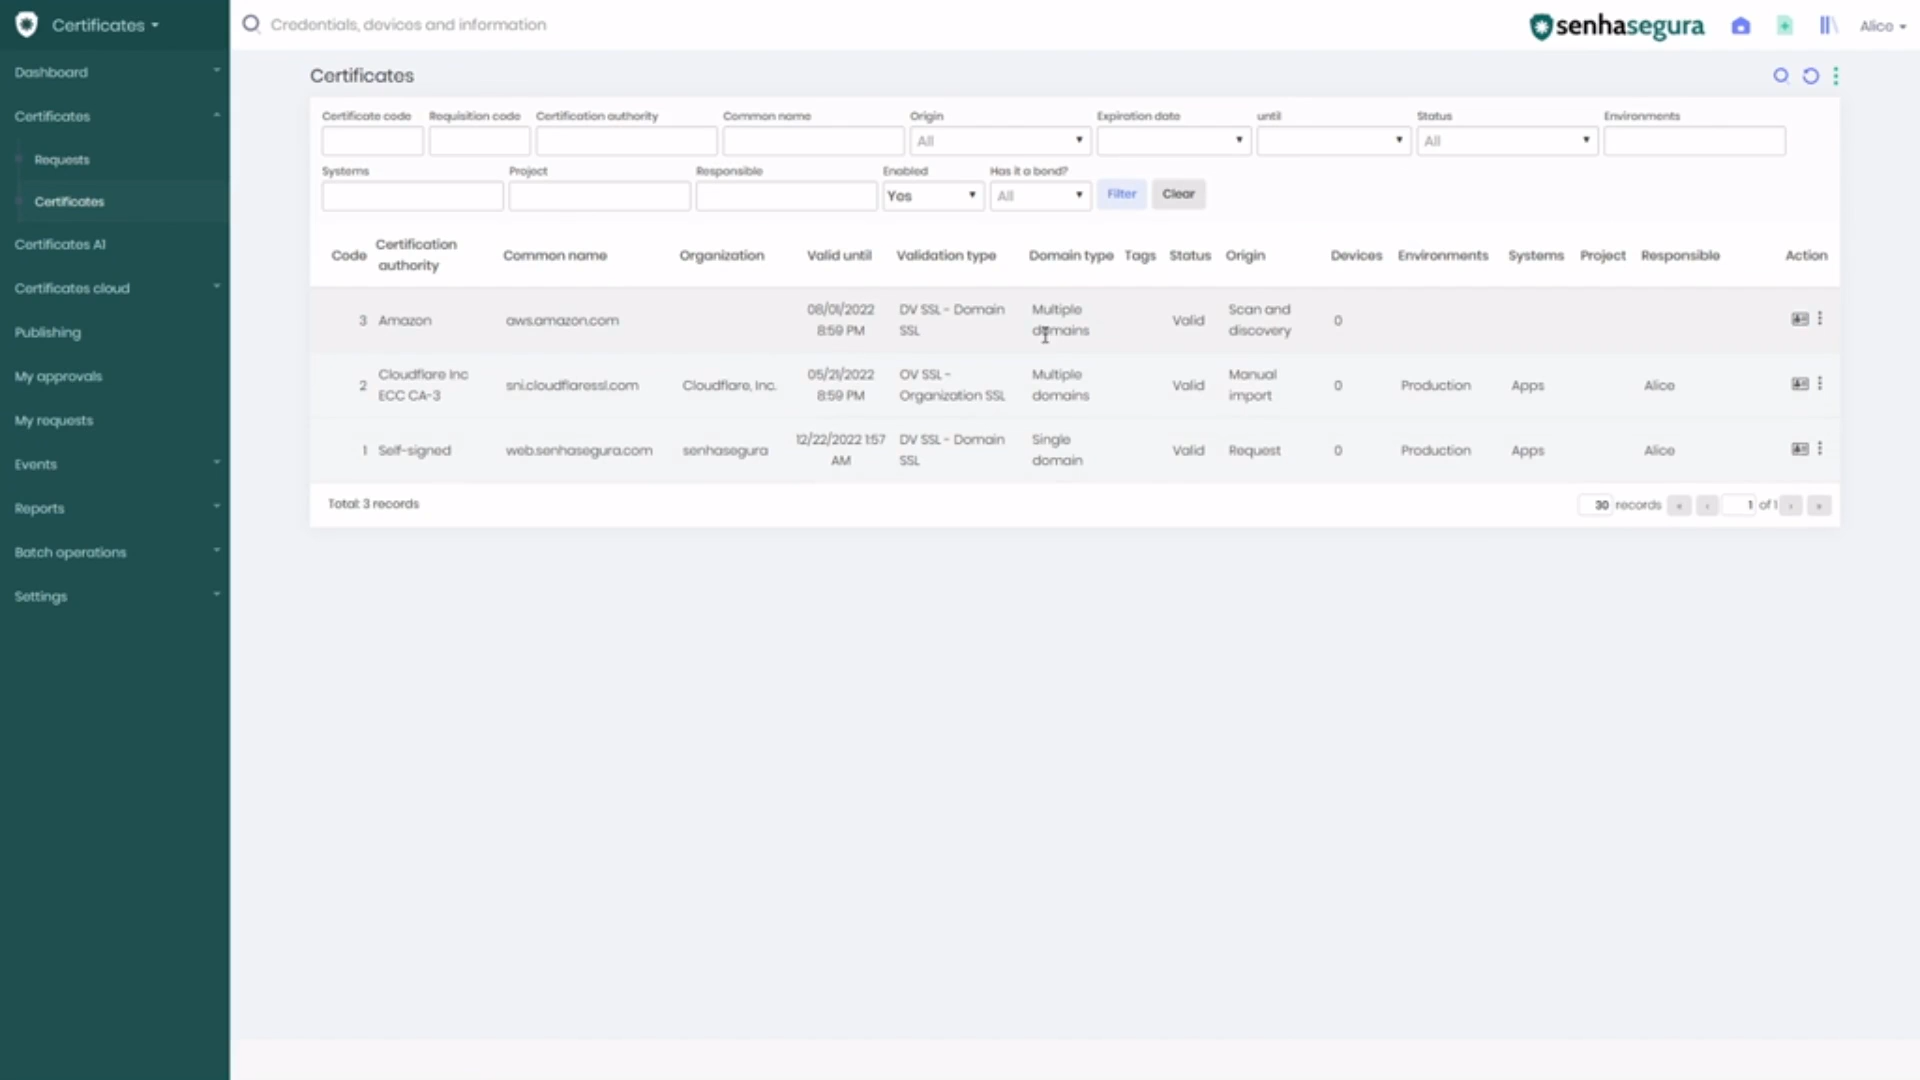 Certificates
Credentials, devices and information
senhasegura
Alice
Dashboard
Certificates
Requests
Certificates
Certificates A1
Certificates cloud
Publishing
My approvals
My requests
Events
Reports
Batch operations
Settings
Certificates
Certificate code Requisition code Certification authority Common name Origin Expiration date until Status Environments
All All
Systems Project Responsible Enabled Has it a bond?
Yes All Filter Clear
Code Certification authority Common name Organization Valid until Validation type Domain type Tags Status Origin Devices Environments Systems Project Responsible Action
3 Amazon aws.amazon.com 08/01/2022 8:59 PM DV SSL - Domain SSL Multiple domains Valid Scan and discovery 0
2 Cloudflare Inc ECC CA-3 sni.cloudflaressl.com Cloudflare, Inc. 05/21/2022 8:59 PM OV SSL - Organization SSL Multiple domains Valid Manual import 0 Production Apps Alice
1 Self-signed web.senhasegura.com senhasegura 12/22/2022 1:57 AM DV SSL - Domain SSL Single domain Valid Request 0 Production Apps Alice
Total: 3 records
30 records « ‹ 1 of 1 › »